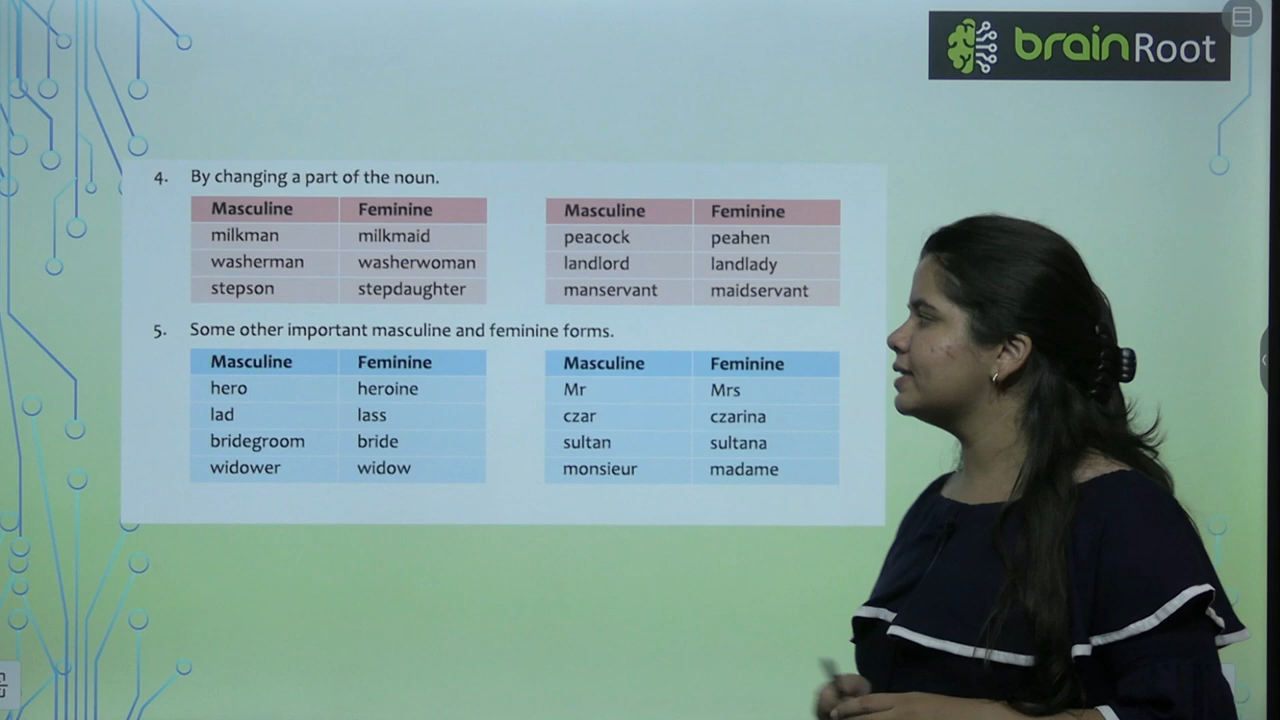 brainRoot
4. By changing a part of the noun.
Masculine Feminine Masculine Feminine
milkman milkmaid peacock peahen
washerman washerwoman landlord landlady
stepson stepdaughter manservant maidservant
5. Some other important masculine and feminine forms.
Masculine Feminine Masculine Feminine
hero heroine Mr Mrs
lad lass czar czarina
bridegroom bride sultan sultana
widower widow monsieur madame